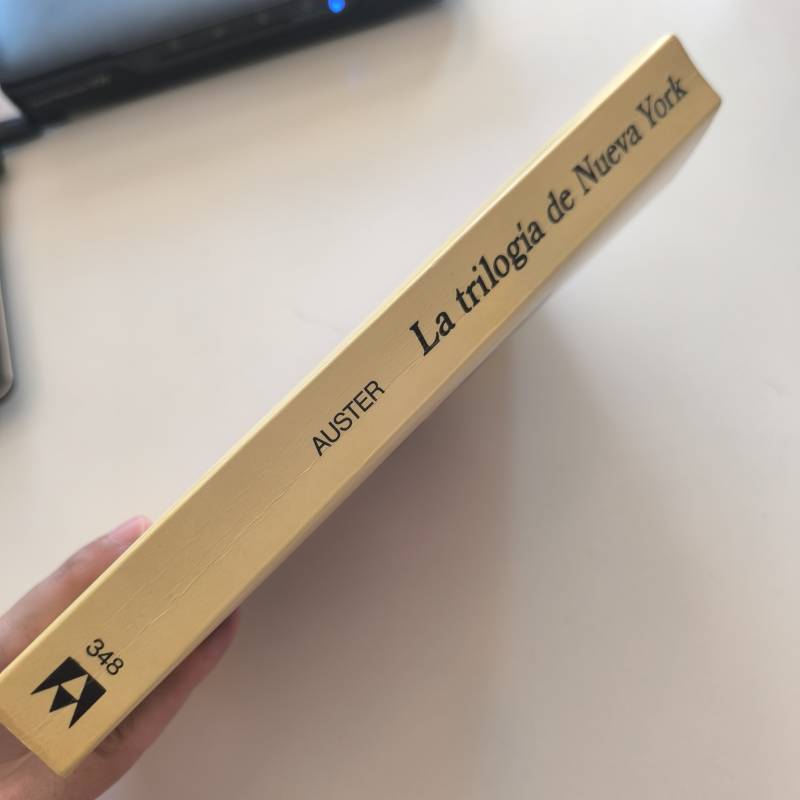 La trilogía de Nueva York
AUSTER
348